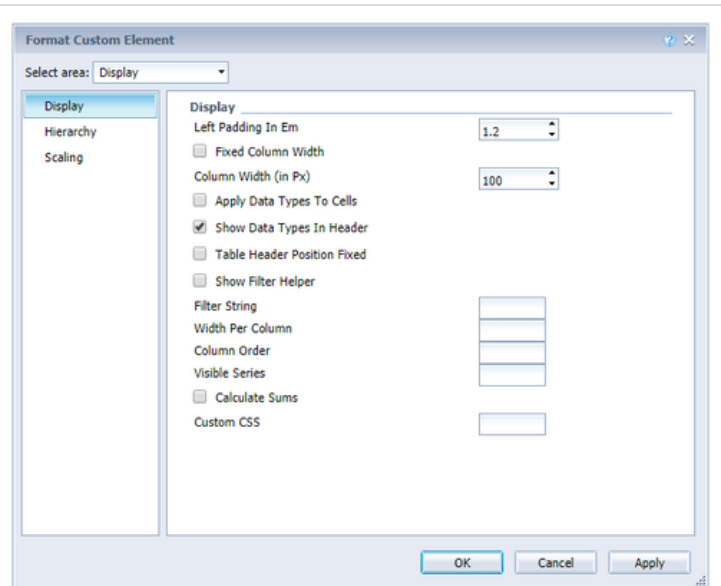 Format Custom Element
Select area: Display
Display
Hierarchy
Scaling
Display
Left Padding In Em 1.2
Fixed Column Width
Column Width (in Px) 100
Apply Data Types To Cells
Show Data Types In Header
Table Header Position Fixed
Show Filter Helper
Filter String
Width Per Column
Column Order
Visible Series
Calculate Sums
Custom CSS
OK Cancel Apply